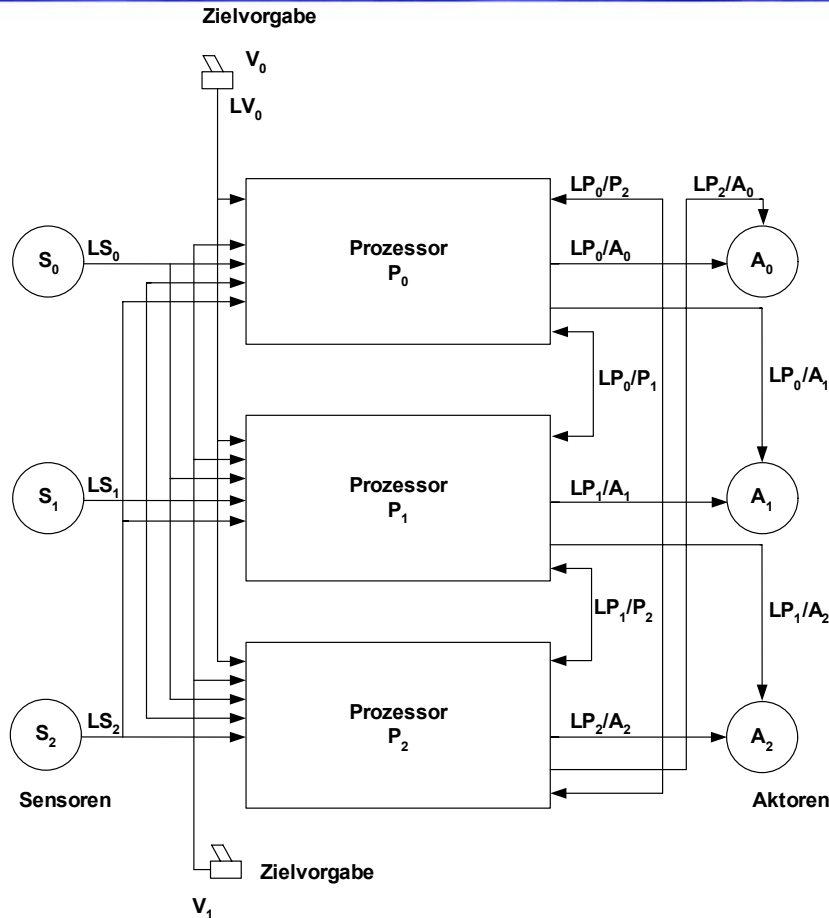 Zielvorgabe
V₀
LV₀
LP₀/P₂
LP₂/A₀
S₀
LS₀
Prozessor
P₀
LP₀/A₀
A₀
LP₀/P₁
LP₀/A₁
S₁
LS₁
Prozessor
P₁
LP₁/A₁
A₁
LP₁/P₂
LP₁/A₂
S₂
LS₂
Prozessor
P₂
LP₂/A₂
A₂
Sensoren
Aktoren
Zielvorgabe
V₁